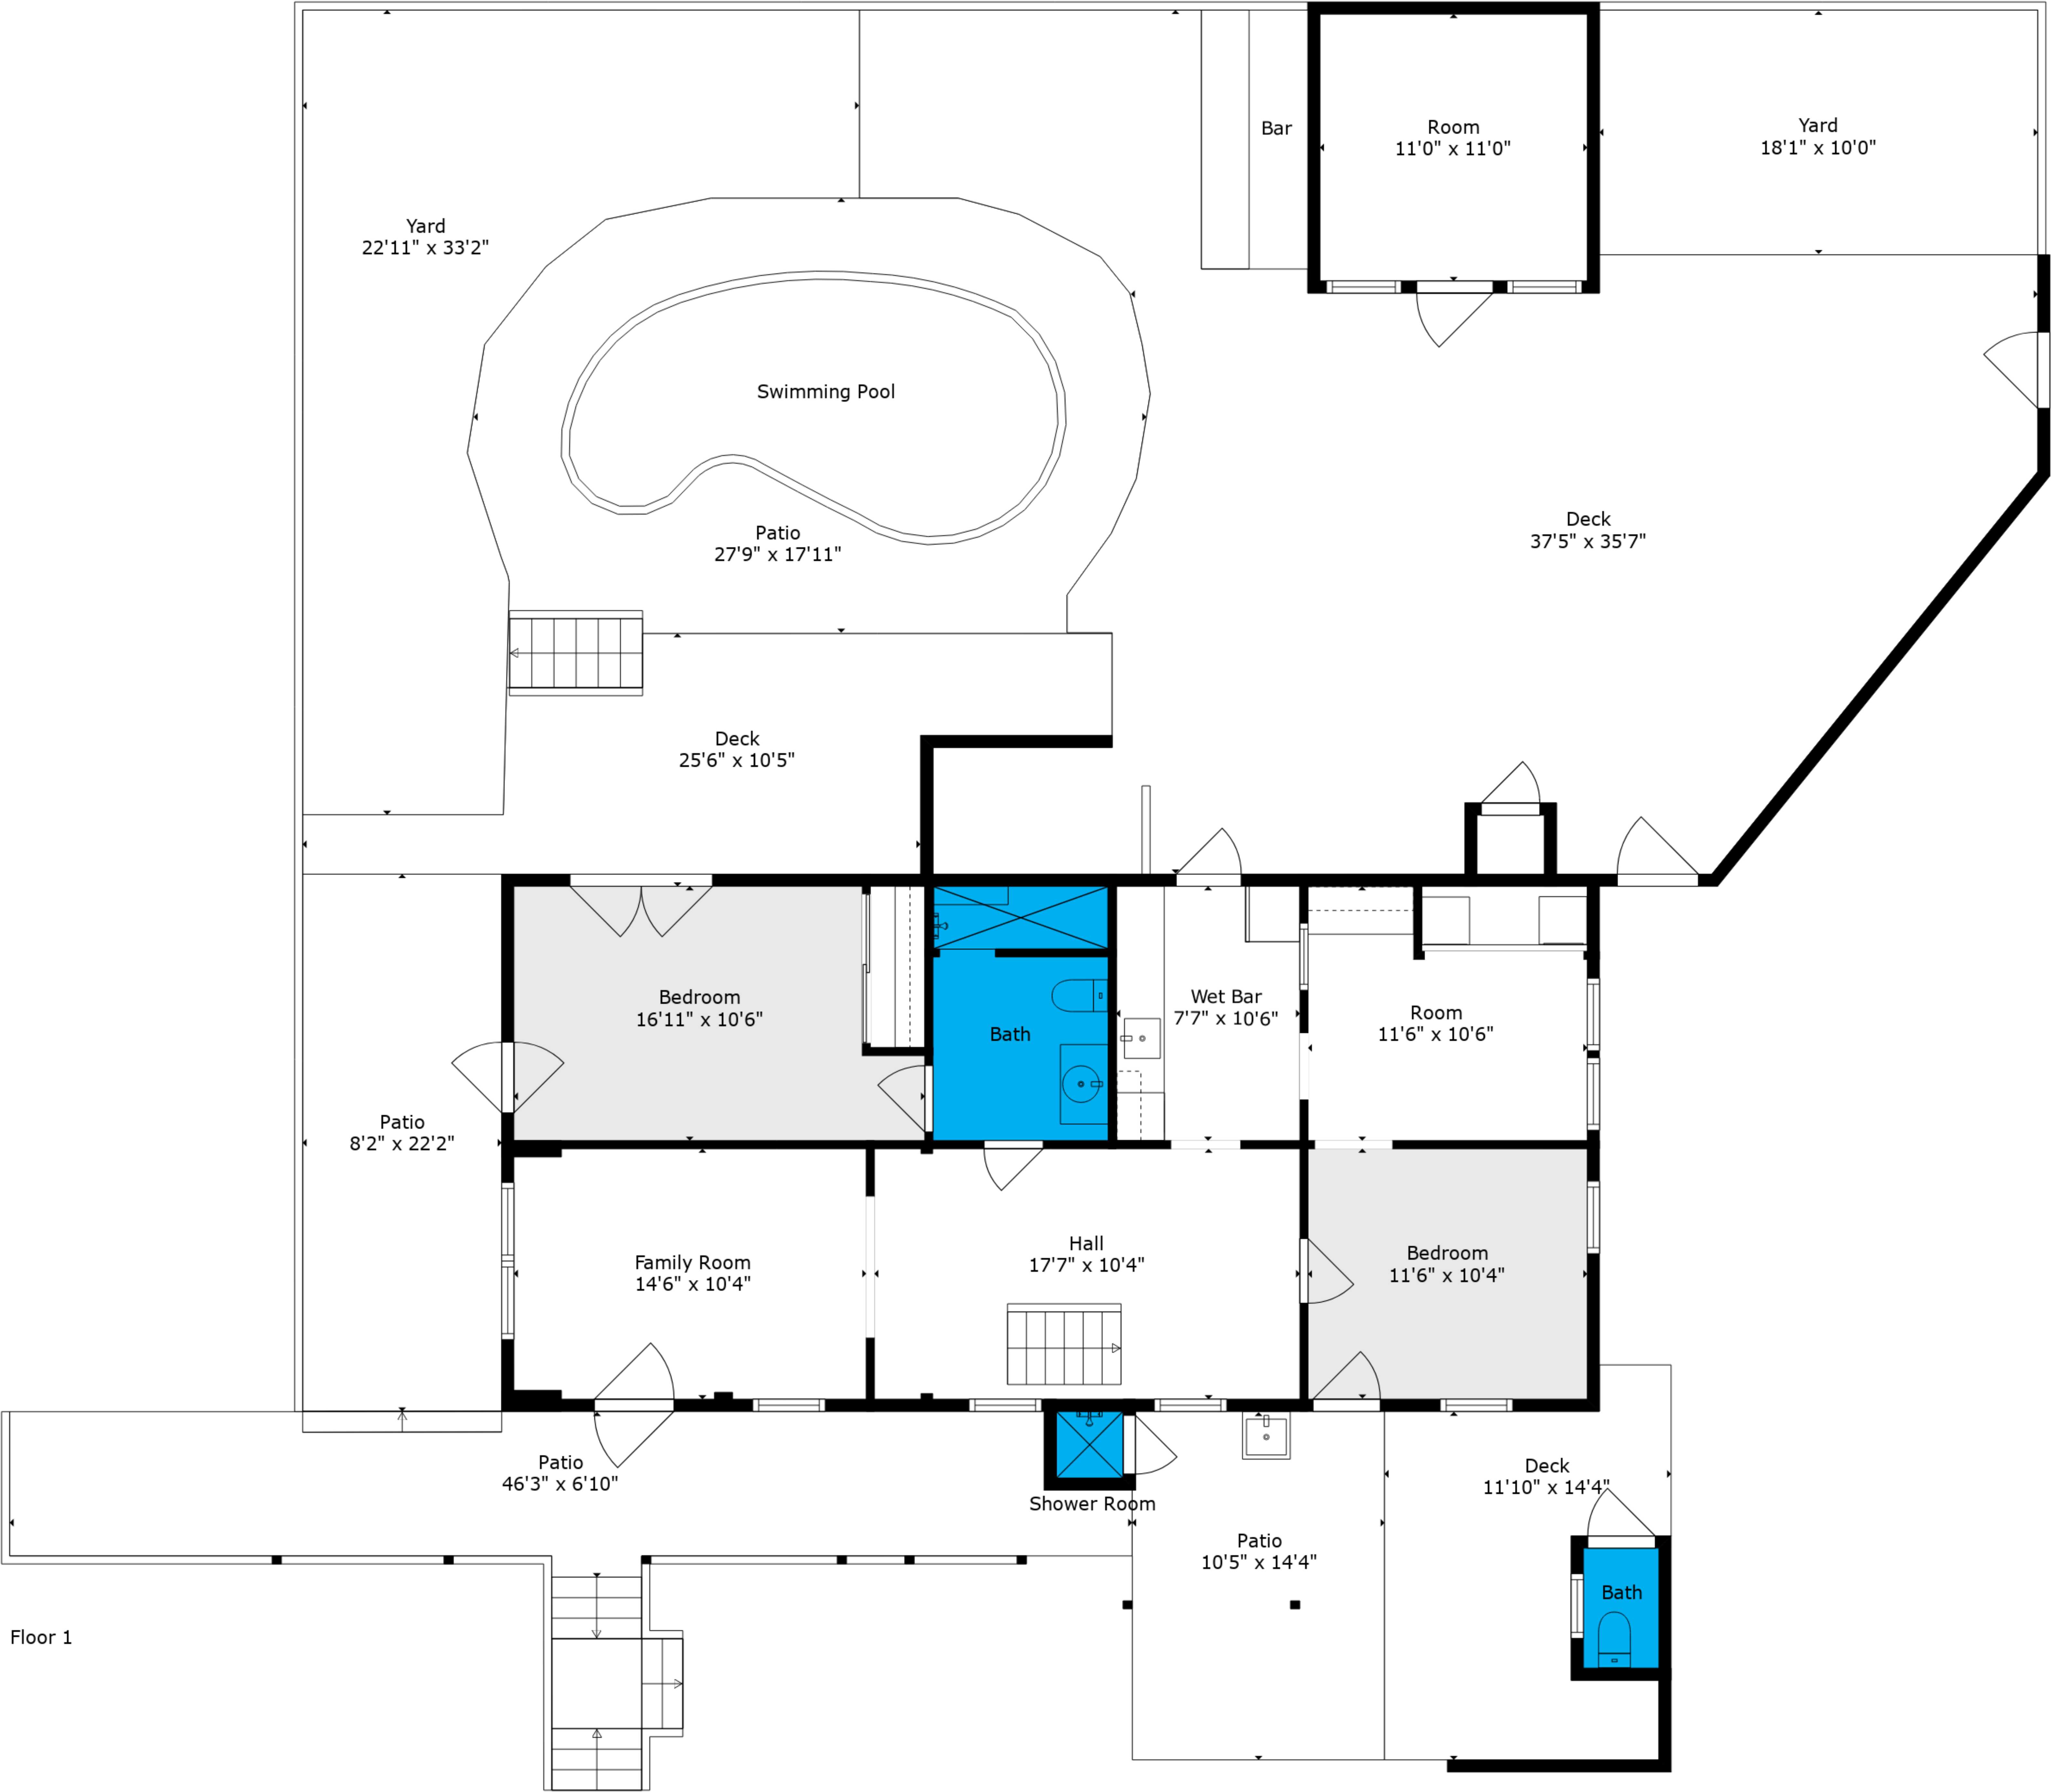 Bar
Room
11'0" x 11'0"
Yard
18'1" x 10'0"
Yard
22'11" x 33'2"
Swimming Pool
Patio
27'9" x 17'11"
Deck
37'5" x 35'7"
Deck
25'6" x 10'5"
Bedroom
16'11" x 10'6"
Bath
Wet Bar
7'7" x 10'6"
Room
11'6" x 10'6"
Patio
8'2" x 22'2"
Family Room
14'6" x 10'4"
Hall
17'7" x 10'4"
Bedroom
11'6" x 10'4"
Patio
46'3" x 6'10"
Shower Room
Deck
11'10" x 14'4"
Patio
10'5" x 14'4"
Bath
Floor 1